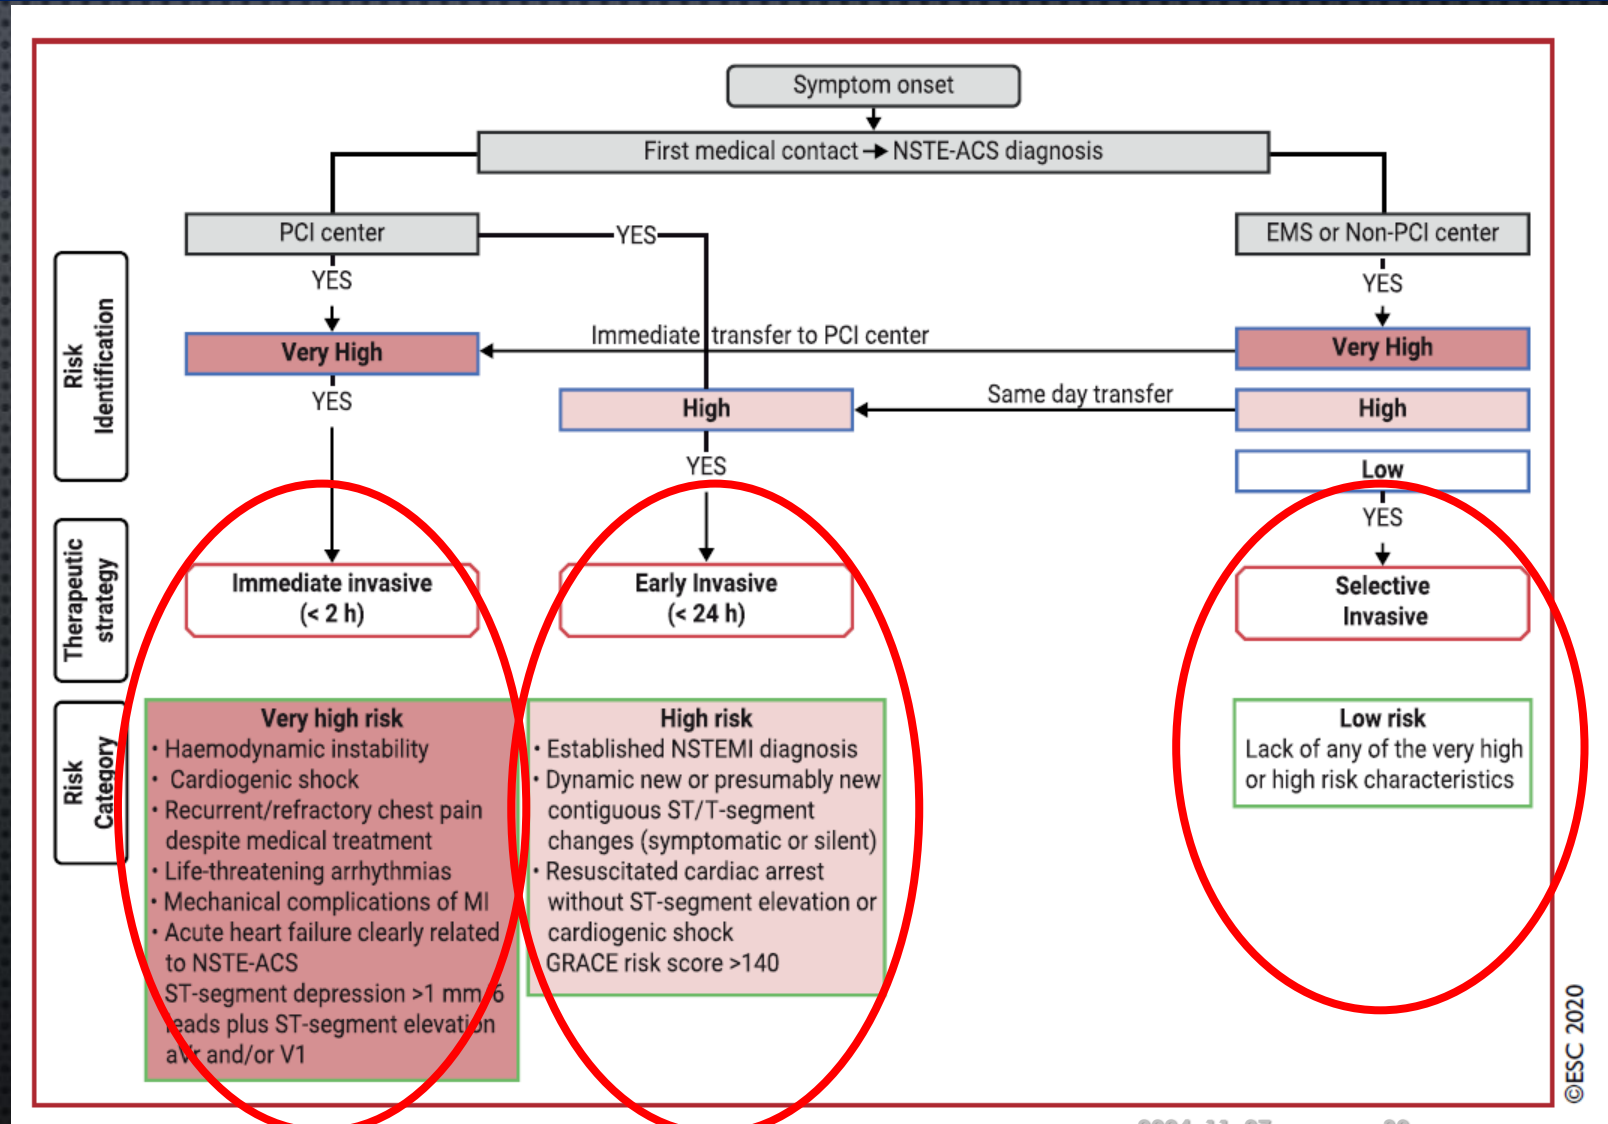 Symptom onset
First medical contact → NSTE-ACS diagnosis
PCI center
YES
EMS or Non-PCI center
YES
YES
Risk
Identification
Very High
Immediate transfer to PCI center
Very High
YES
High
Same day transfer
High
YES
Low
YES
Therapeutic
strategy
Immediate invasive
(< 2 h)
Early Invasive
(< 24 h)
Selective
Invasive
Risk
Category
Very high risk
• Haemodynamic instability
• Cardiogenic shock
• Recurrent/refractory chest pain
despite medical treatment
• Life-threatening arrhythmias
• Mechanical complications of MI
• Acute heart failure clearly related
to NSTE-ACS
ST-segment depression >1 mm 6
leads plus ST-segment elevation
aVr and/or V1
High risk
• Established NSTEMI diagnosis
• Dynamic new or presumably new
contiguous ST/T-segment
changes (symptomatic or silent)
• Resuscitated cardiac arrest
without ST-segment elevation or
cardiogenic shock
GRACE risk score >140
Low risk
Lack of any of the very high
or high risk characteristics
©ESC 2020